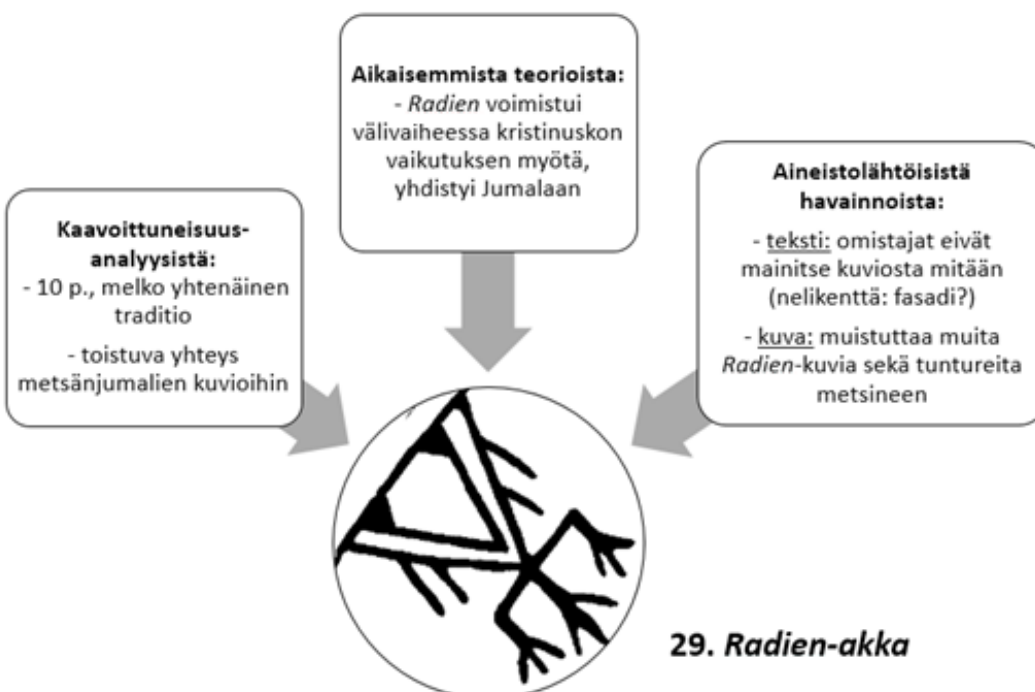 Kaavoittuneisuus-
analyysistä:
- 10 p., melko yhtenäinen
traditio
- toistuva yhteys
metsänjumalien kuvioihin
Aikaisemmista teorioista:
- Radien voimistui
välivaiheessa kristinuskon
vaikutuksen myötä,
yhdistyi Jumalaan
Aineistolähtöisistä
havainnoista:
- teksti: omistajat eivät
mainitse kuviosta mitään
(nelikenttä: fasadi?)
- kuva: muistuttaa muita
Radien-kuvia sekä tuntureita
metsineen
29. Radien-akka